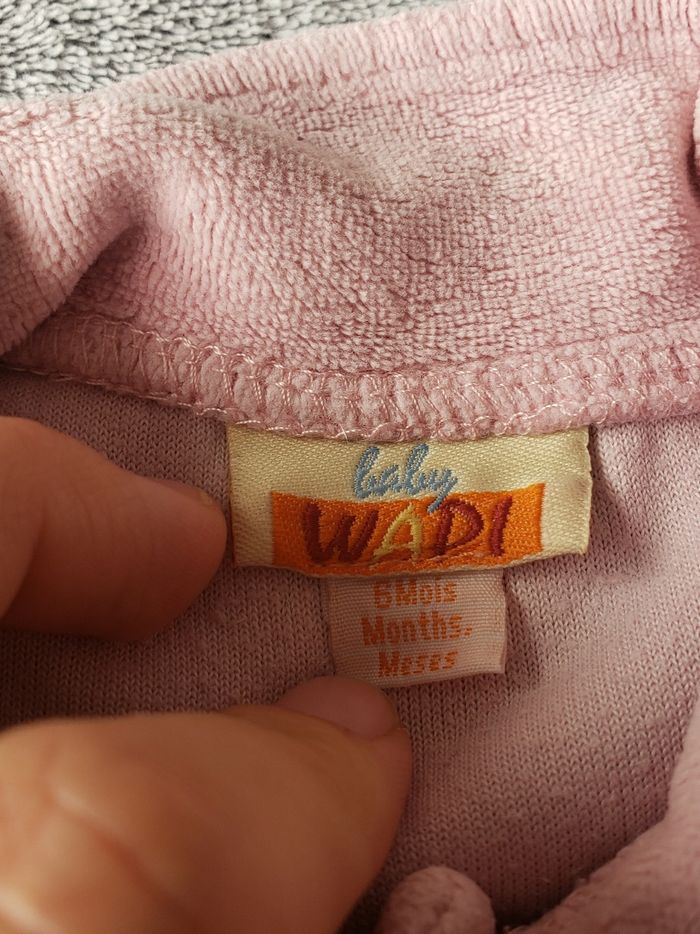 baby
WADI
6 Mois
Months.
Meses